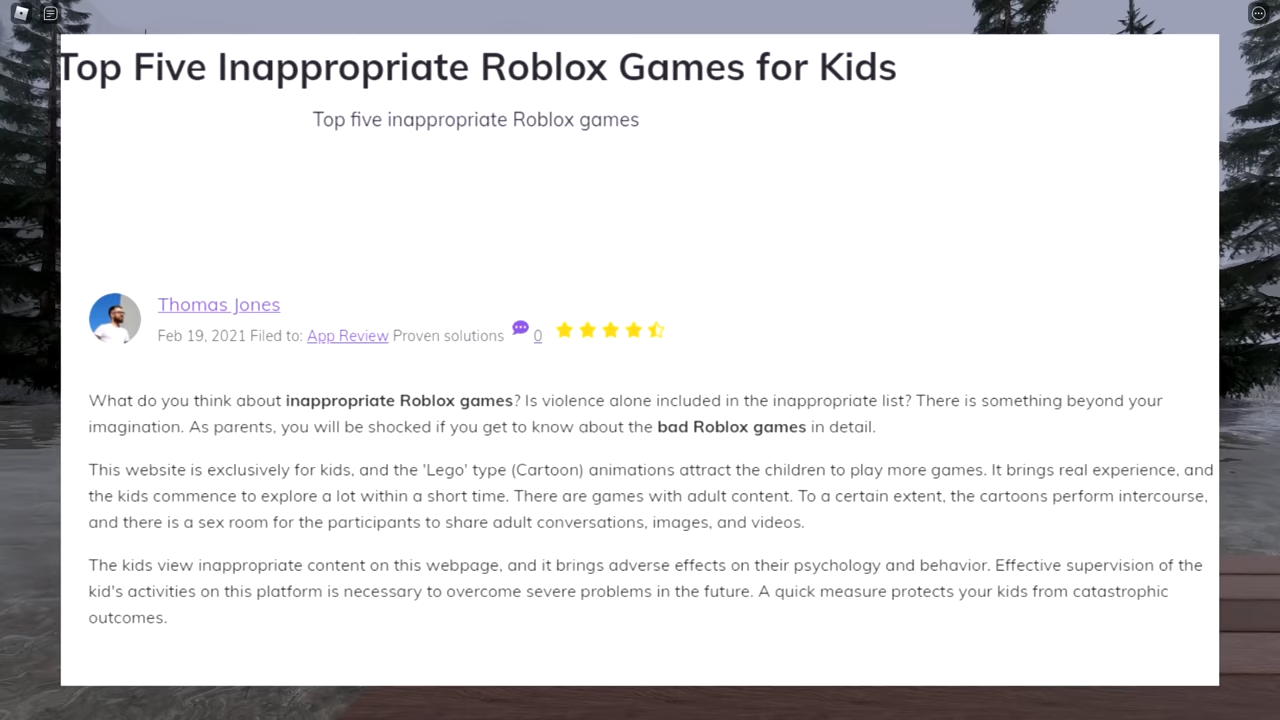 Top Five Inappropriate Roblox Games for Kids
Top five inappropriate Roblox games
Thomas Jones
Feb 19, 2021 Filed to: App Review Proven solutions 0
What do you think about inappropriate Roblox games? Is violence alone included in the inappropriate list? There is something beyond your
imagination. As parents, you will be shocked if you get to know about the bad Roblox games in detail.
This website is exclusively for kids, and the 'Lego' type (Cartoon) animations attract the children to play more games. It brings real experience, and
the kids commence to explore a lot within a short time. There are games with adult content. To a certain extent, the cartoons perform intercourse,
and there is a sex room for the participants to share adult conversations, images, and videos.
The kids view inappropriate content on this webpage, and it brings adverse effects on their psychology and behavior. Effective supervision of the
kid's activities on this platform is necessary to overcome severe problems in the future. A quick measure protects your kids from catastrophic
outcomes.